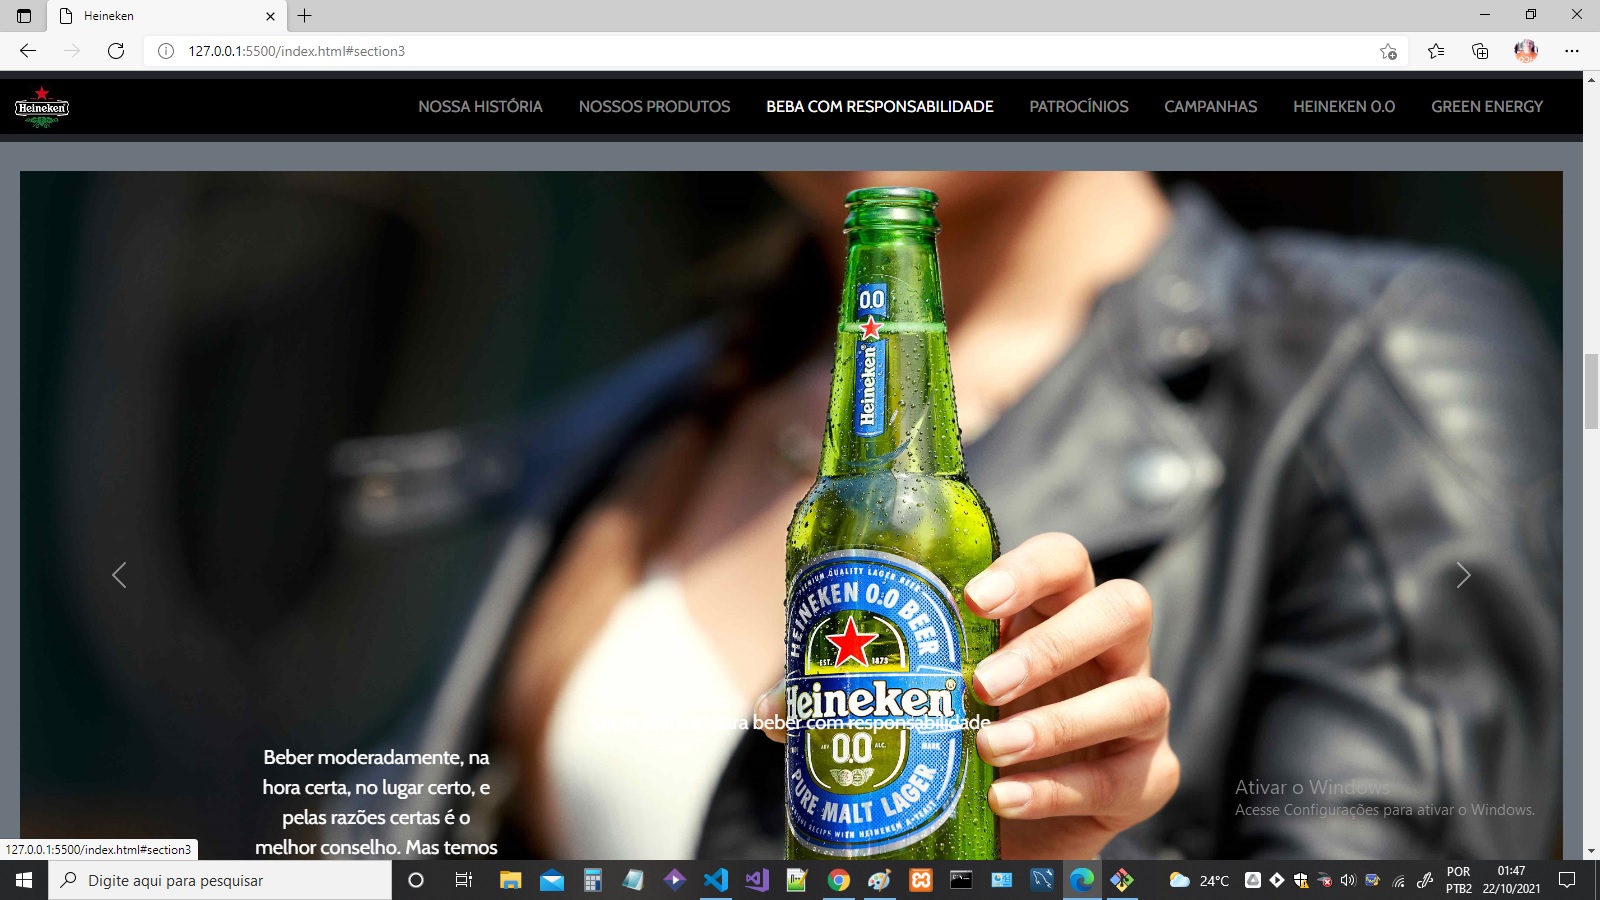 Heineken
127.0.0.1:5500/index.html#section3
Heineken
NOSSA HISTÓRIA
NOSSOS PRODUTOS
BEBA COM RESPONSABILIDADE
PATROCÍNIOS
CAMPANHAS
HEINEKEN 0.0
GREEN ENERGY
0.0
Heineken
PREMIUM QUALITY LAGER BEER
HEINEKEN 0.0 BEER
EST. 1873
Heineken
beber com responsabilidade
0.0
ALC.
MARK
PURE MALT LAGER
Beber moderadamente, na
hora certa, no lugar certo, e
pelas razões certas é o
melhor conselho. Mas temos
Ativar o Windows
Acesse Configurações para ativar o Windows.
127.0.0.1:5500/index.html#section3
Digite aqui para pesquisar
24°C
POR
PTB2
01:47
22/10/2021